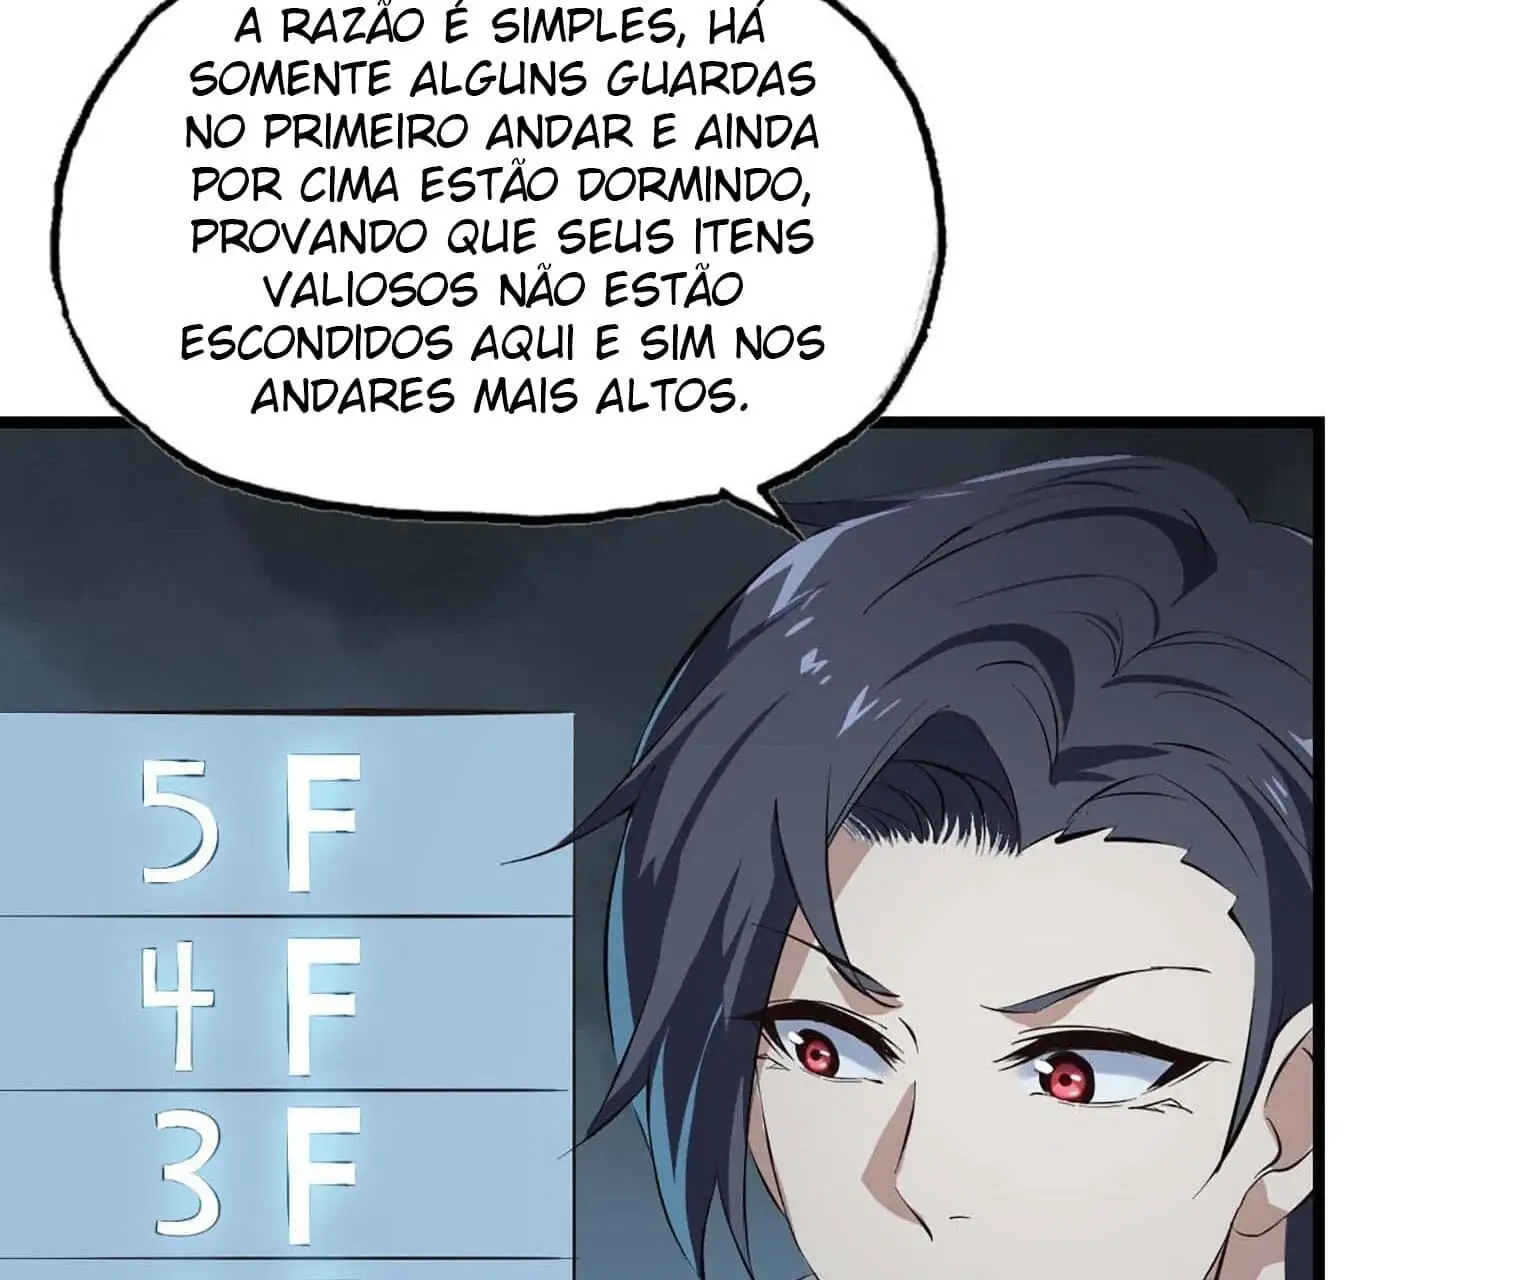 A RAZÃO É SIMPLES, HÁ
SOMENTE ALGUNS GUARDAS
NO PRIMEIRO ANDAR E AINDA
POR CIMA ESTÃO DORMINDO,
PROVANDO QUE SEUS ITENS
VALIOSOS NÃO ESTÃO
ESCONDIDOS AQUI E SIM NOS
ANDARES MAIS ALTOS.
5F
4F
3F